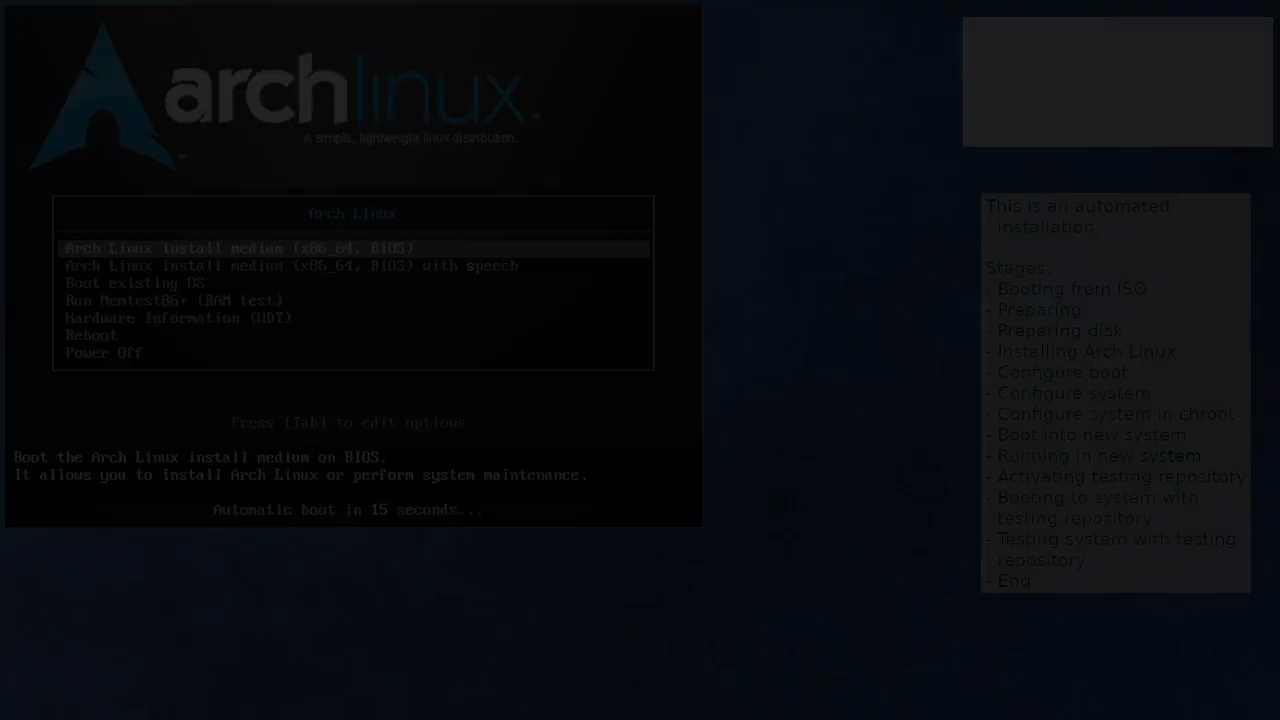 archlinux
A simple, lightweight linux distribution.
Arch Linux
Arch Linux install medium (x86_64, BIOS)
Arch Linux install medium (x86_64, BIOS) with speech
Boot existing OS
Run Memtest86+ (RAM test)
Hardware Information (HDT)
Reboot
Power Off
Press [Tab] to edit options
Boot the Arch Linux install medium on BIOS.
It allows you to install Arch Linux or perform system maintenance.
Automatic boot in 15 seconds...
This is an automated
installation.
Stages:
- Booting from ISO
- Preparing
- Preparing disk
- Installing Arch Linux
- Configure boot
- Configure system
- Configure system in chroot
- Boot into new system
- Running in new system
- Activating testing repository
- Booting to system with
testing repository
- Testing system with testing
repository
- End